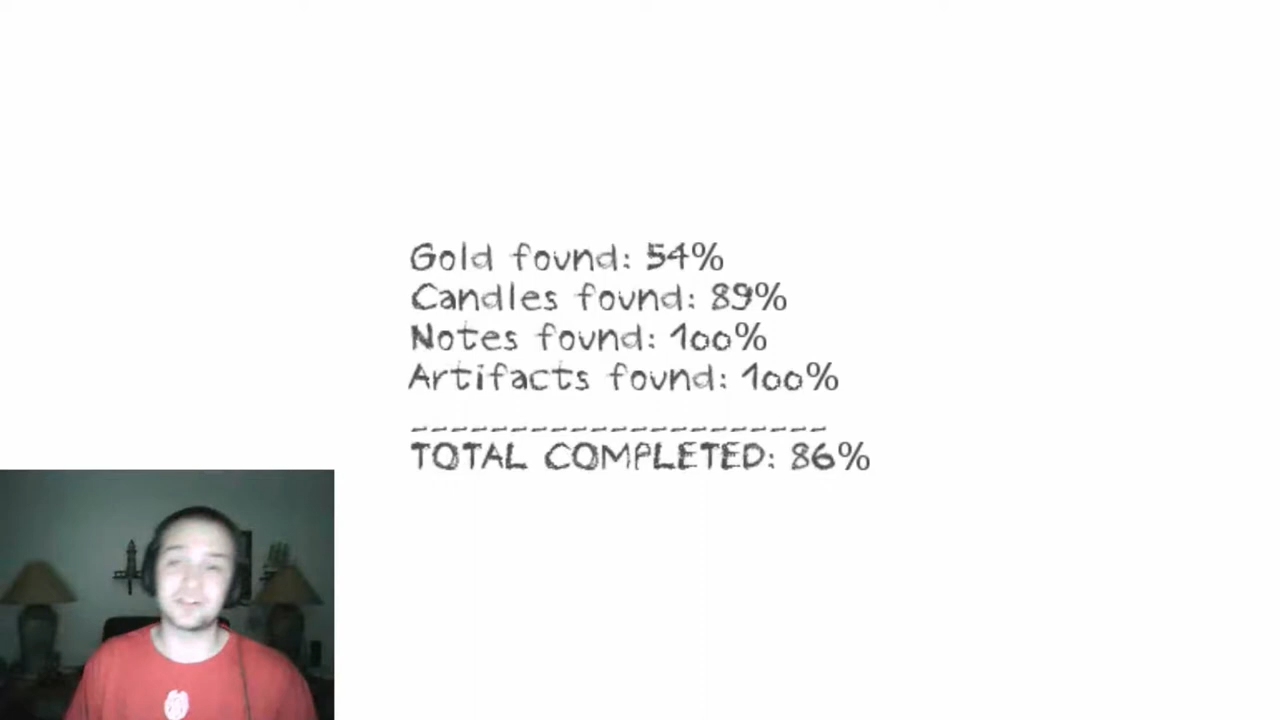 Gold found: 54%
Candles found: 89%
Notes found: 100%
Artifacts found: 100%
_ _ _ _ _ _ _ _ _ _ _ _ _ _ _ _ _ _ _ _ _
TOTAL COMPLETED: 86%